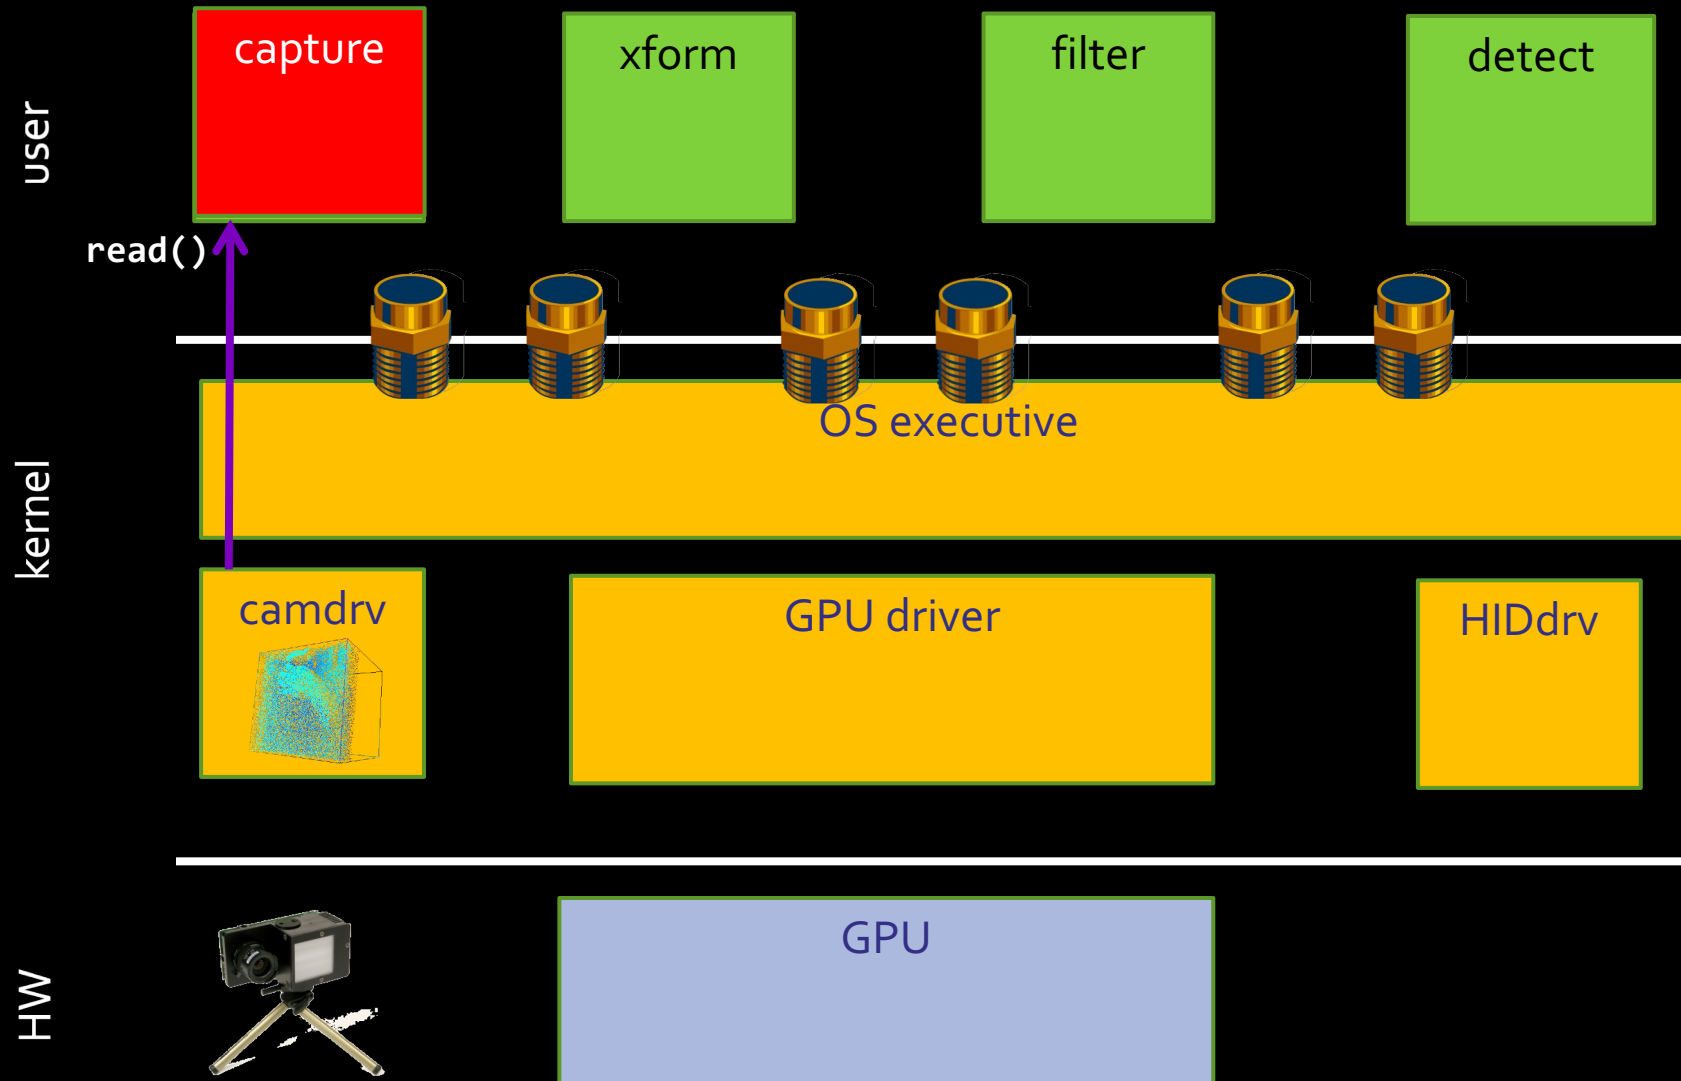 user
capture
xform
filter
detect
read()
kernel
OS executive
camdrv
GPU driver
HIDdrv
HW
GPU